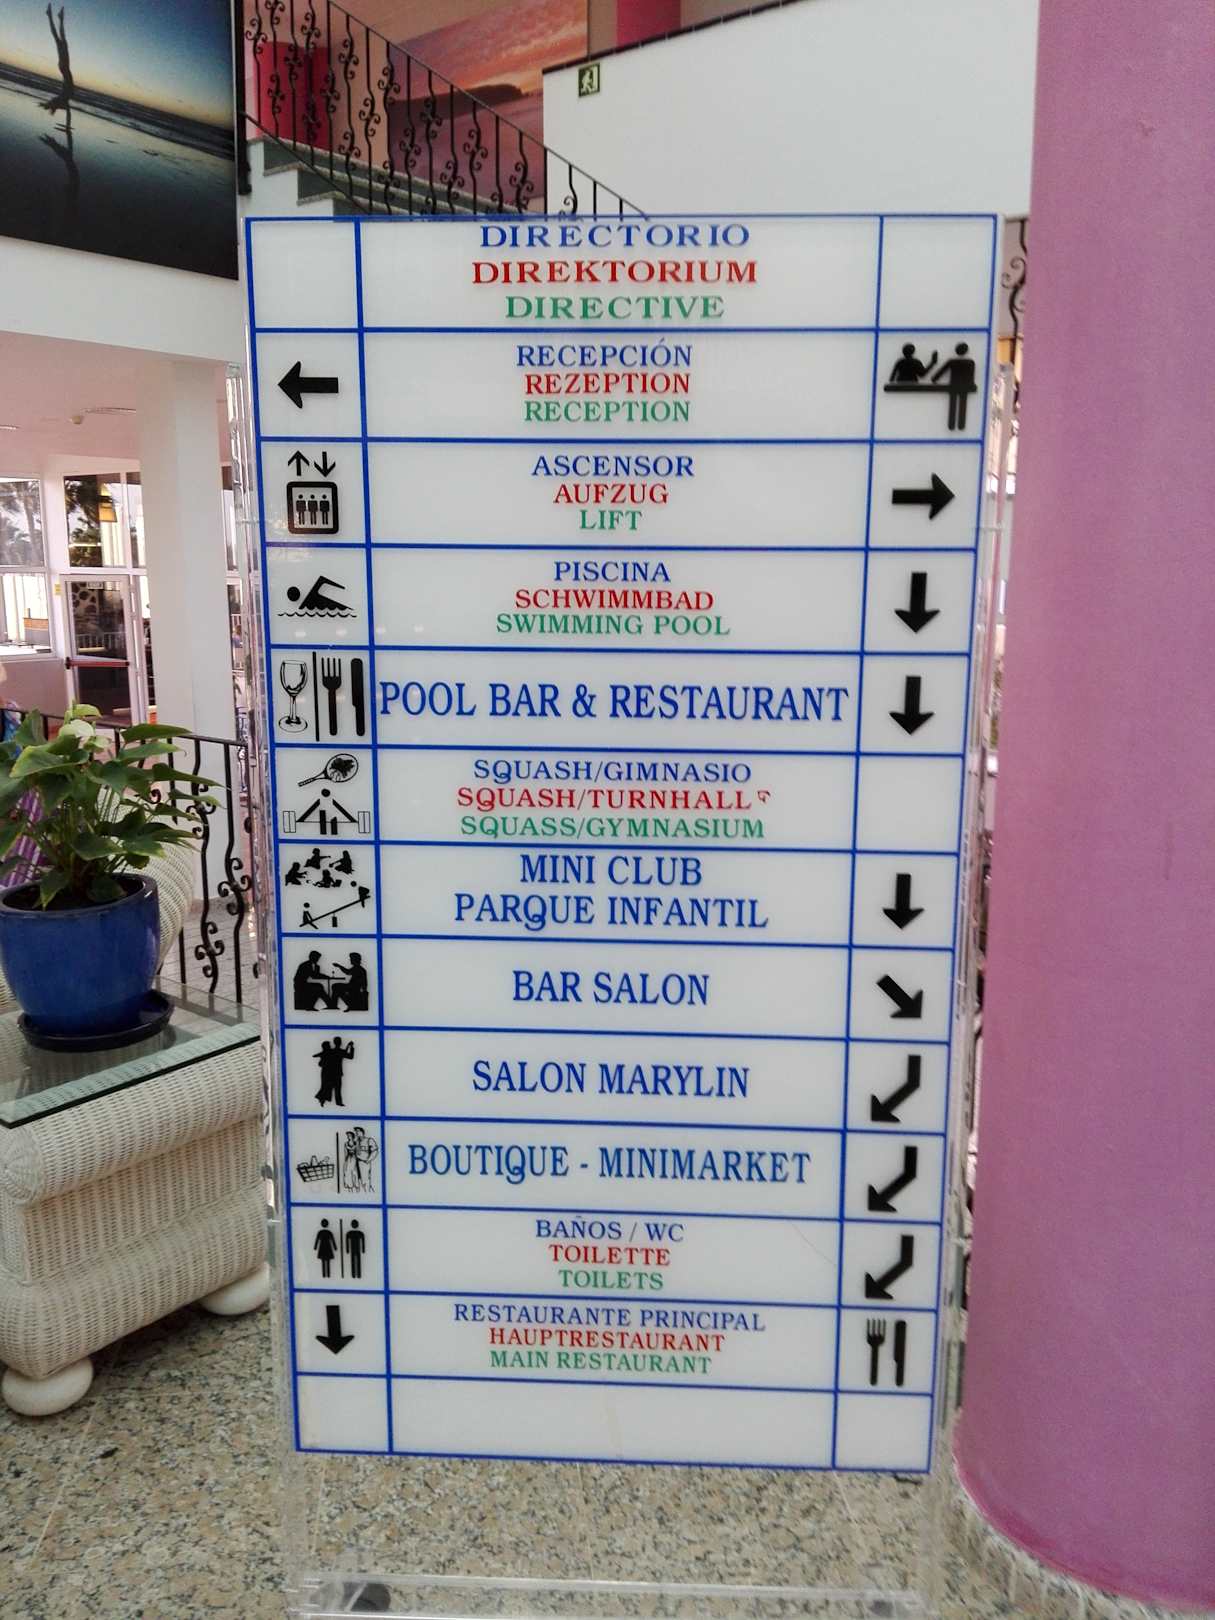 DIRECTORIO
DIREKTORIUM
DIRECTIVE
RECEPCIÓN
REZEPTION
RECEPTION
ASCENSOR
AUFZUG
LIFT
PISCINA
SCHWIMMBAD
SWIMMING POOL
POOL BAR & RESTAURANT
SQUASH/GIMNASIO
SQUASH/TURNHALL
SQUASS/GYMNASIUM
MINI CLUB
PARQUE INFANTIL
BAR SALON
SALON MARYLIN
BOUTIQUE - MINIMARKET
BAÑOS / WC
TOILETTE
TOILETS
RESTAURANTE PRINCIPAL
HAUPTRESTAURANT
MAIN RESTAURANT